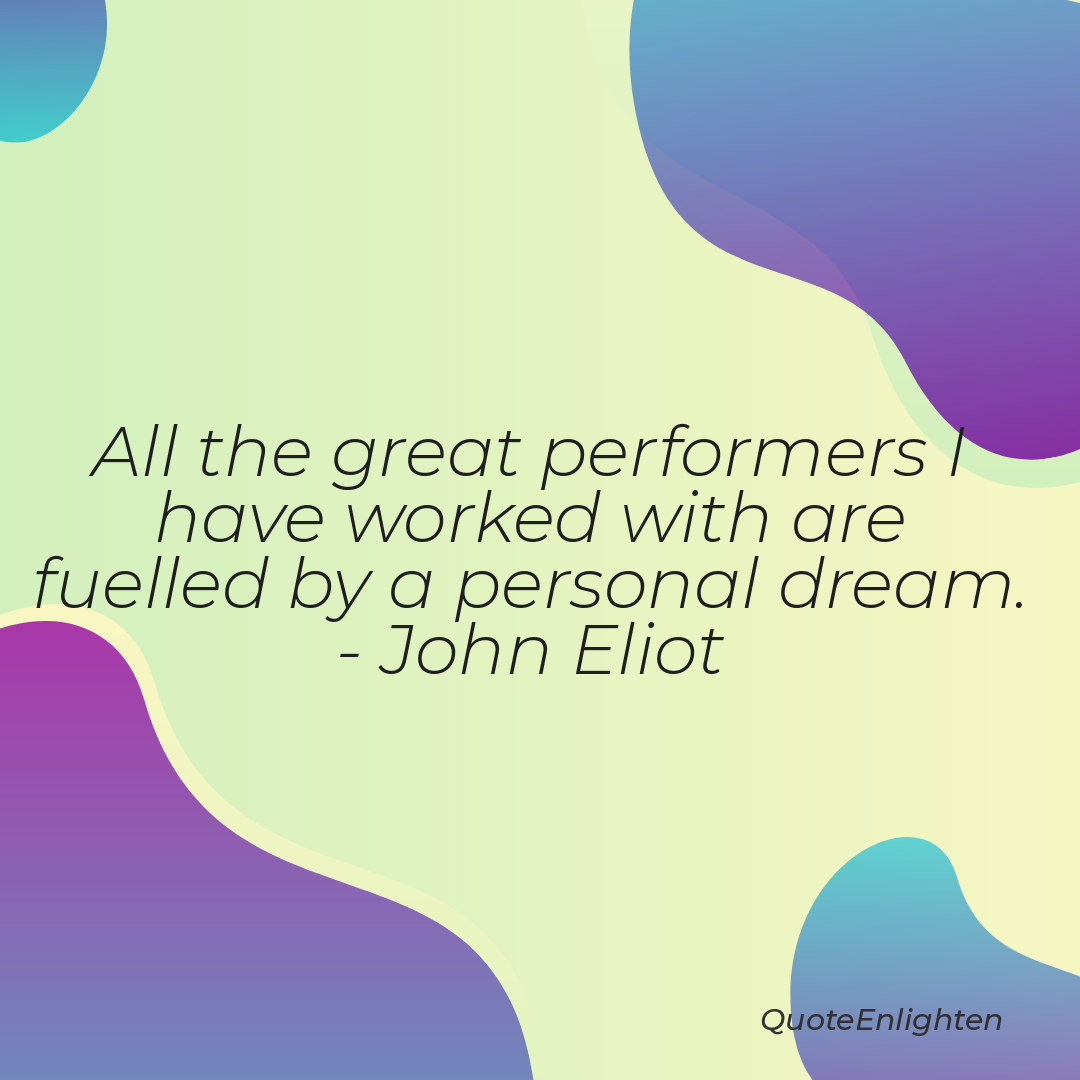 All the great performers I
have worked with are
fuelled by a personal dream.
- John Eliot
QuoteEnlighten